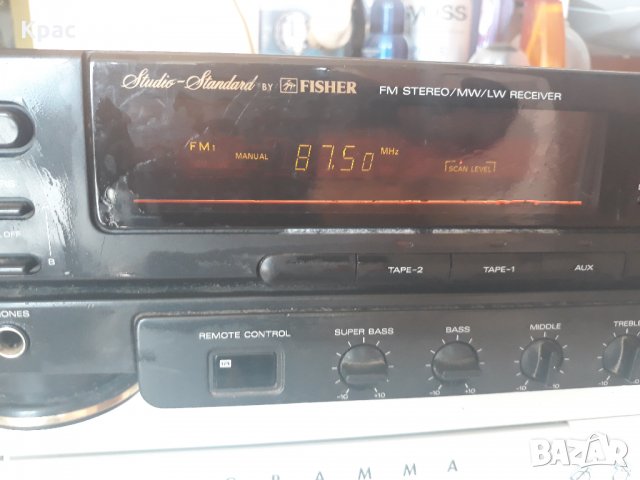 Крас
Studio-Standard BY FISHER FM STEREO/MW/LW RECEIVER
FM1 MANUAL 87.50 MHz SCAN LEVEL
OFF
B
TAPE-2 TAPE-1 AUX
ONES REMOTE CONTROL SUPER BASS BASS MIDDLE TREBLE
-10 +10 -10 +10 -10 +10 -10
GRAMMA
BAZAR